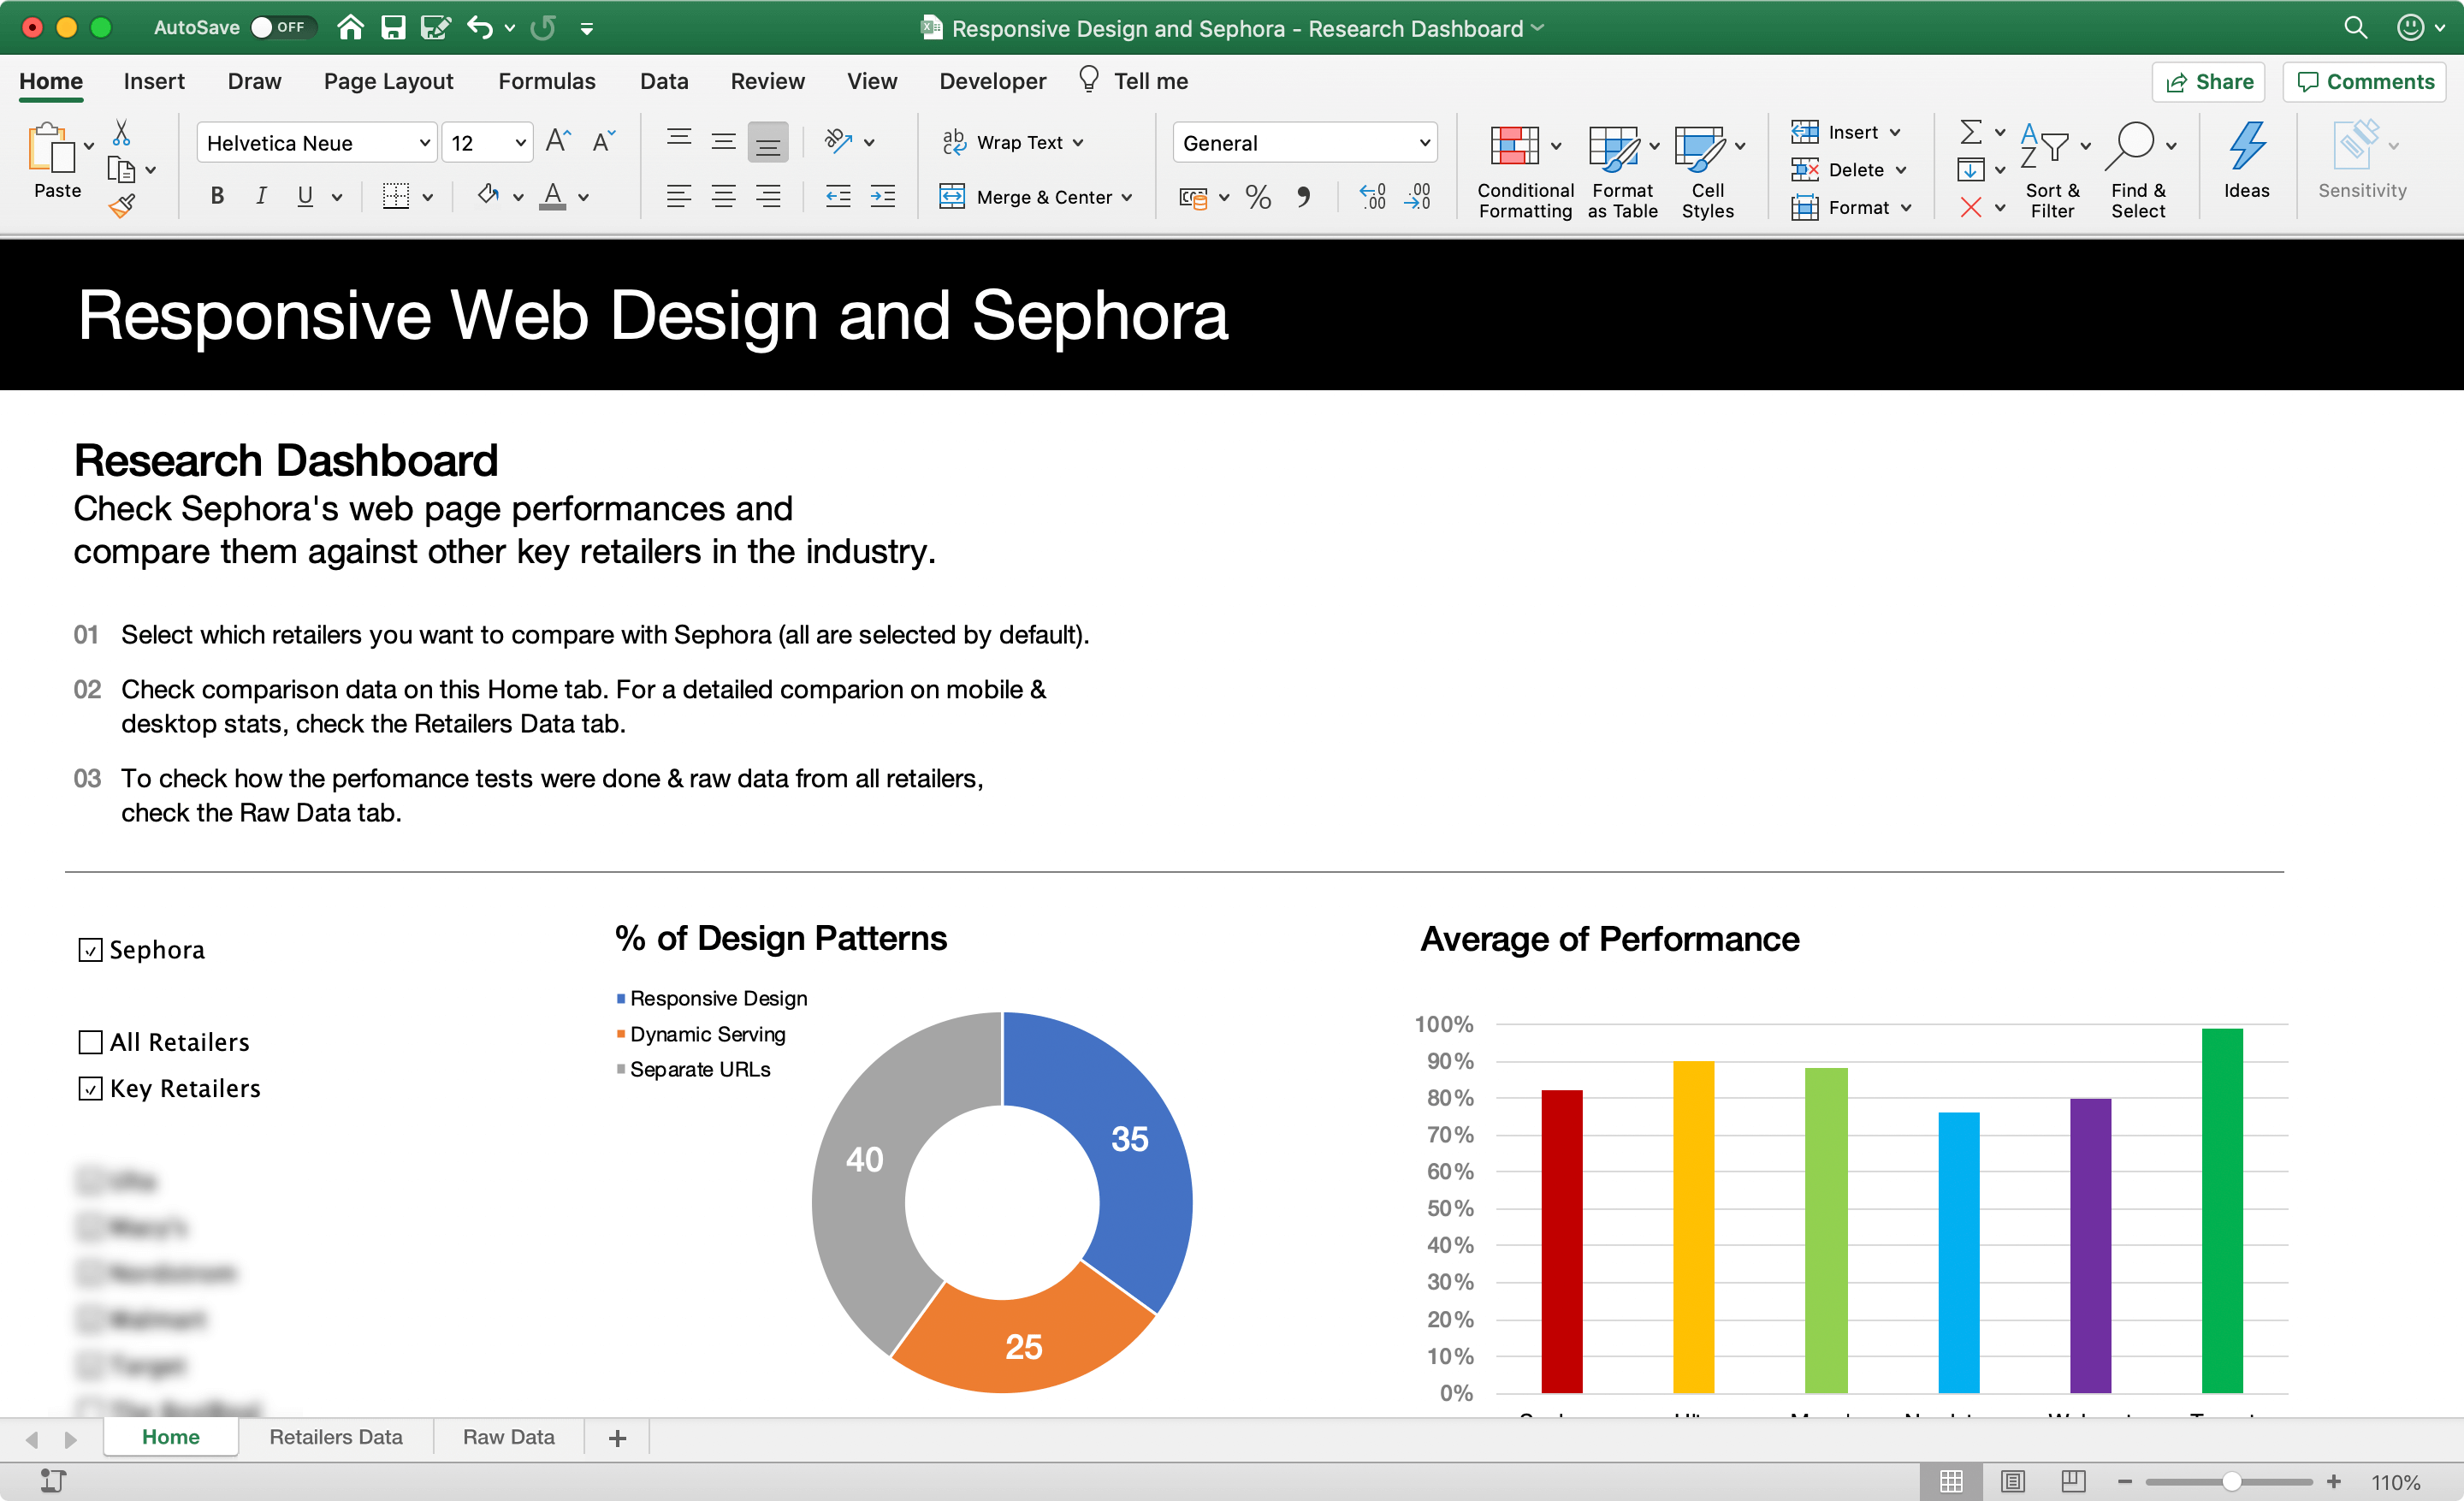 AutoSave OFF
Responsive Design and Sephora - Research Dashboard
Home Insert Draw Page Layout Formulas Data Review View Developer Tell me
Share Comments
Paste
Helvetica Neue 12
Wrap Text
Merge & Center
General
Conditional Formatting
Format as Table
Cell Styles
Insert
Delete
Format
Sort & Filter
Find & Select
Ideas
Sensitivity
Responsive Web Design and Sephora
Research Dashboard
Check Sephora's web page performances and
compare them against other key retailers in the industry.
01 Select which retailers you want to compare with Sephora (all are selected by default).
02 Check comparison data on this Home tab. For a detailed comparion on mobile &
desktop stats, check the Retailers Data tab.
03 To check how the perfomance tests were done & raw data from all retailers,
check the Raw Data tab.
Sephora
All Retailers
Key Retailers
% of Design Patterns
Responsive Design
Dynamic Serving
Separate URLs
35
40
25
Average of Performance
100%
90%
80%
70%
60%
50%
40%
30%
20%
10%
0%
Home Retailers Data Raw Data +
110%